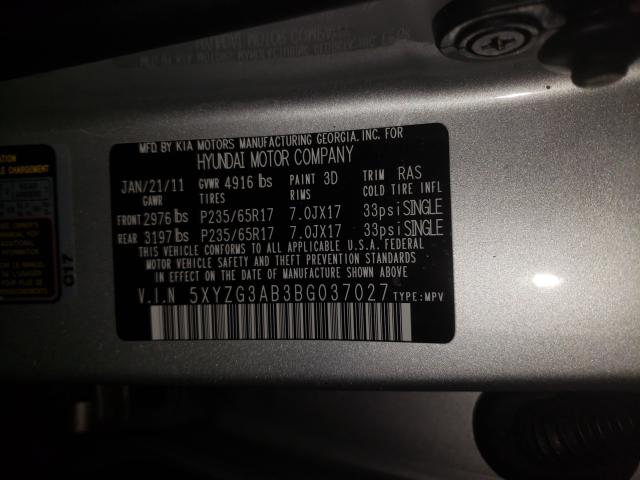 MFD.BY KIA MOTORS MANUFACTURING GEORGIA.INC.FOR
HYUNDAI MOTOR COMPANY
JAN/21/11 GVWR 4916 lbs PAINT 3D TRIM RAS
GAWR TIRES RIMS COLD TIRE INFL
FRONT 2976 lbs P235/65R17 7.0JX17 33psi SINGLE
REAR 3197 lbs P235/65R17 7.0JX17 33psi SINGLE
THIS VEHICLE CONFORMS TO ALL APPLICABLE U.S.A. FEDERAL
MOTOR VEHICLE SAFETY BUMPER, AND THEFT PREVENTION STANDARDS
IN EFFECT ON THE DATE OF MANUFACTURE SHOWN ABOVE.
V.I.N 5XYZG3AB3BG037027 TYPE:MPV
C17